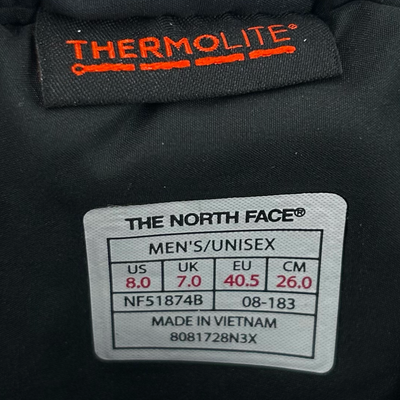 THERMOLITE®
THE NORTH FACE®
MEN'S/UNISEX
US UK EU CM
8.0 7.0 40.5 26.0
NF51874B 08-183
MADE IN VIETNAM
8081728N3X